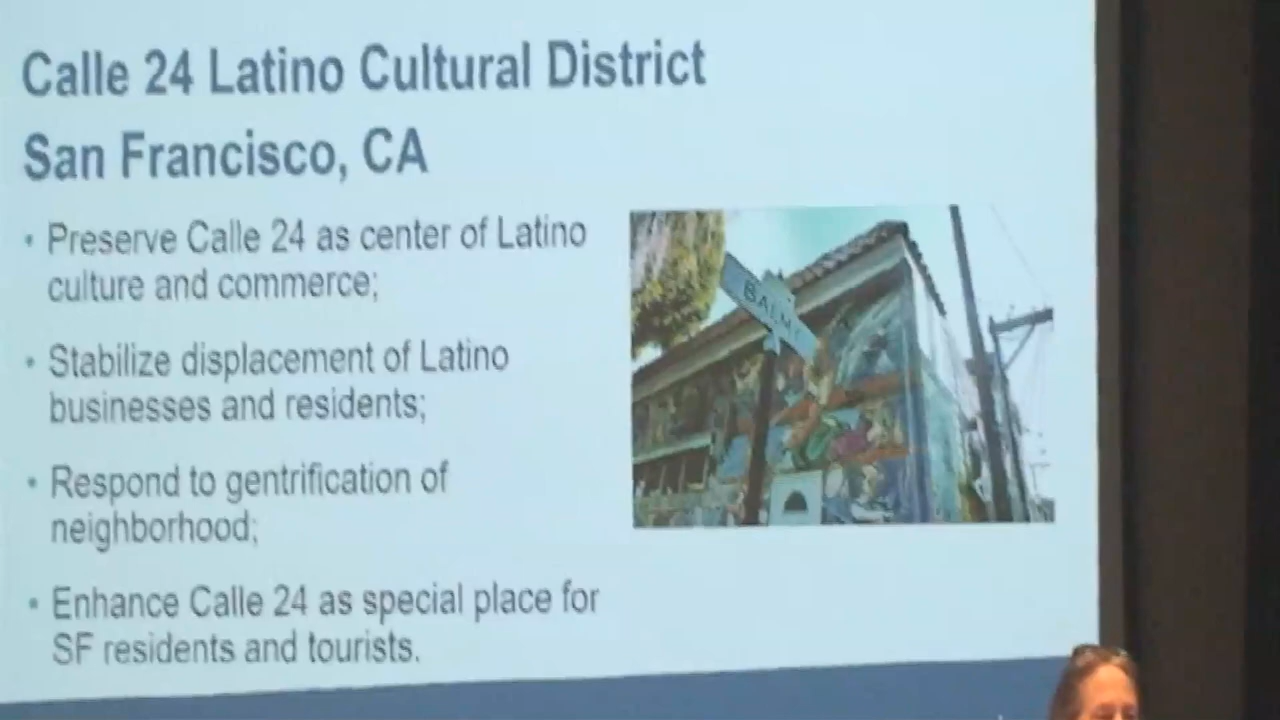 Calle 24 Latino Cultural District
San Francisco, CA
• Preserve Calle 24 as center of Latino
culture and commerce;
• Stabilize displacement of Latino
businesses and residents;
• Respond to gentrification of
neighborhood;
• Enhance Calle 24 as special place for
SF residents and tourists.